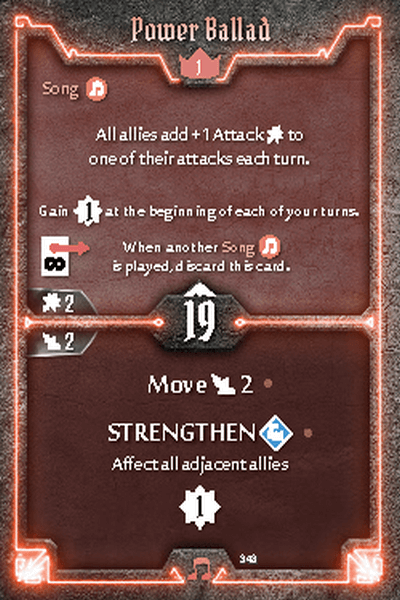 Power Ballad
1
Song
All allies add +1 Attack to
one of their attacks each turn.
Gain 1 at the beginning of each of your turns.
When another Song
is played, discard this card.
2
19
2
Move 2
STRENGTHEN
Affect all adjacent allies
1
343